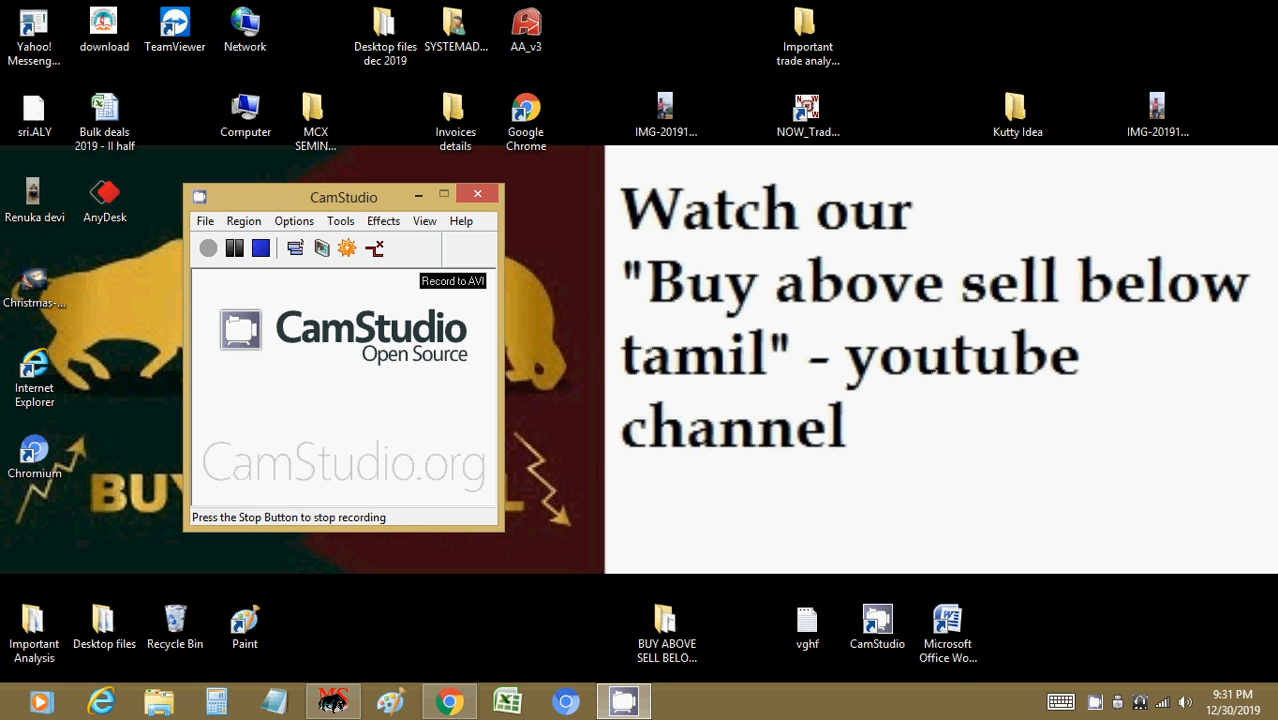 Yahoo!
Messeng...
download
TeamViewer
Network
Desktop files
dec 2019
SYSTEMAD...
AA_v3
Important
trade analy...
sri.ALY
Bulk deals
2019 - II half
Computer
MCX
SEMIN...
Invoices
details
Google
Chrome
IMG-20191...
NOW_Trad...
Kutty Idea
IMG-20191...
Renuka devi
AnyDesk
CamStudio
File Region Options Tools Effects View Help
Record to AVI
CamStudio
Open Source
CamStudio.org
Press the Stop Button to stop recording
Watch our
"Buy above sell below
tamil" - youtube
channel
Christmas-...
Internet
Explorer
Chromium
Important
Analysis
Desktop files
Recycle Bin
Paint
BUY ABOVE
SELL BELO...
vghf
CamStudio
Microsoft
Office Wo...
MS
9:31 PM
12/30/2019